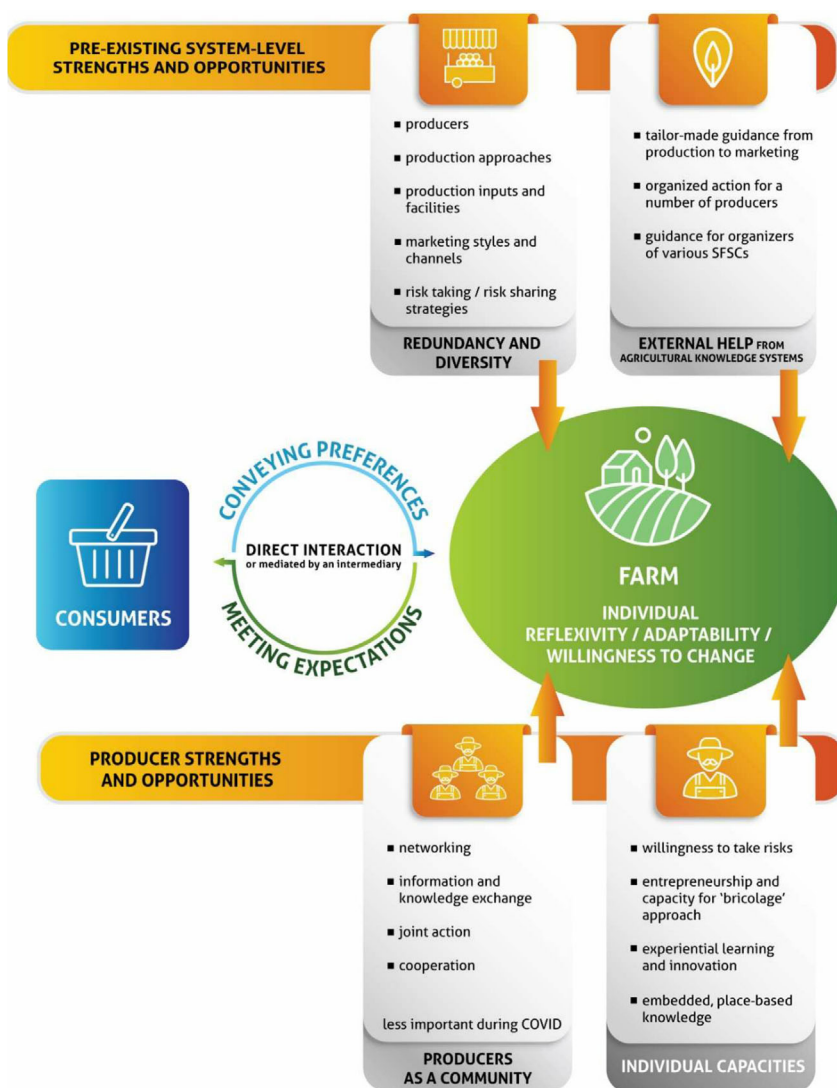 PRE-EXISTING SYSTEM-LEVEL
STRENGTHS AND OPPORTUNITIES
▪ producers
▪ production approaches
▪ production inputs and
facilities
▪ marketing styles and
channels
▪ risk taking / risk sharing
strategies
REDUNDANCY AND
DIVERSITY
▪ tailor-made guidance from
production to marketing
▪ organized action for a
number of producers
▪ guidance for organizers
of various SFSCs
EXTERNAL HELP FROM
AGRICULTURAL KNOWLEDGE SYSTEMS
CONSUMERS
CONVEYING PREFERENCES
DIRECT INTERACTION
or mediated by an intermediary
MEETING EXPECTATIONS
FARM
INDIVIDUAL
REFLEXIVITY / ADAPTABILITY /
WILLINGNESS TO CHANGE
PRODUCER STRENGTHS
AND OPPORTUNITIES
▪ networking
▪ information and
knowledge exchange
▪ joint action
▪ cooperation
less important during COVID
PRODUCERS
AS A COMMUNITY
▪ willingness to take risks
▪ entrepreneurship and
capacity for ‘bricolage’
approach
▪ experiential learning
and innovation
▪ embedded, place-based
knowledge
INDIVIDUAL CAPACITIES